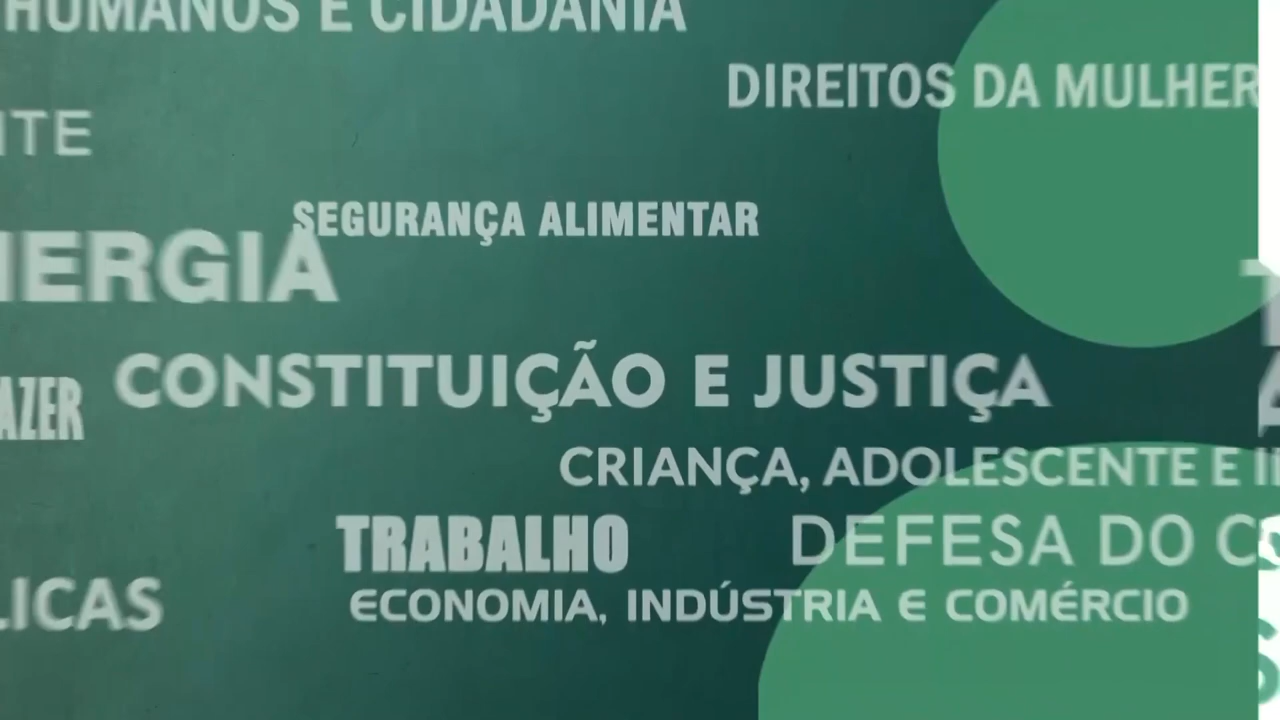 HUMANOS E CIDADANIA
DIREITOS DA MULHER
SEGURANÇA ALIMENTAR
CONSTITUIÇÃO E JUSTIÇA
CRIANÇA, ADOLESCENTE E
TRABALHO
DEFESA DO
ECONOMIA, INDÚSTRIA E COMÉRCIO